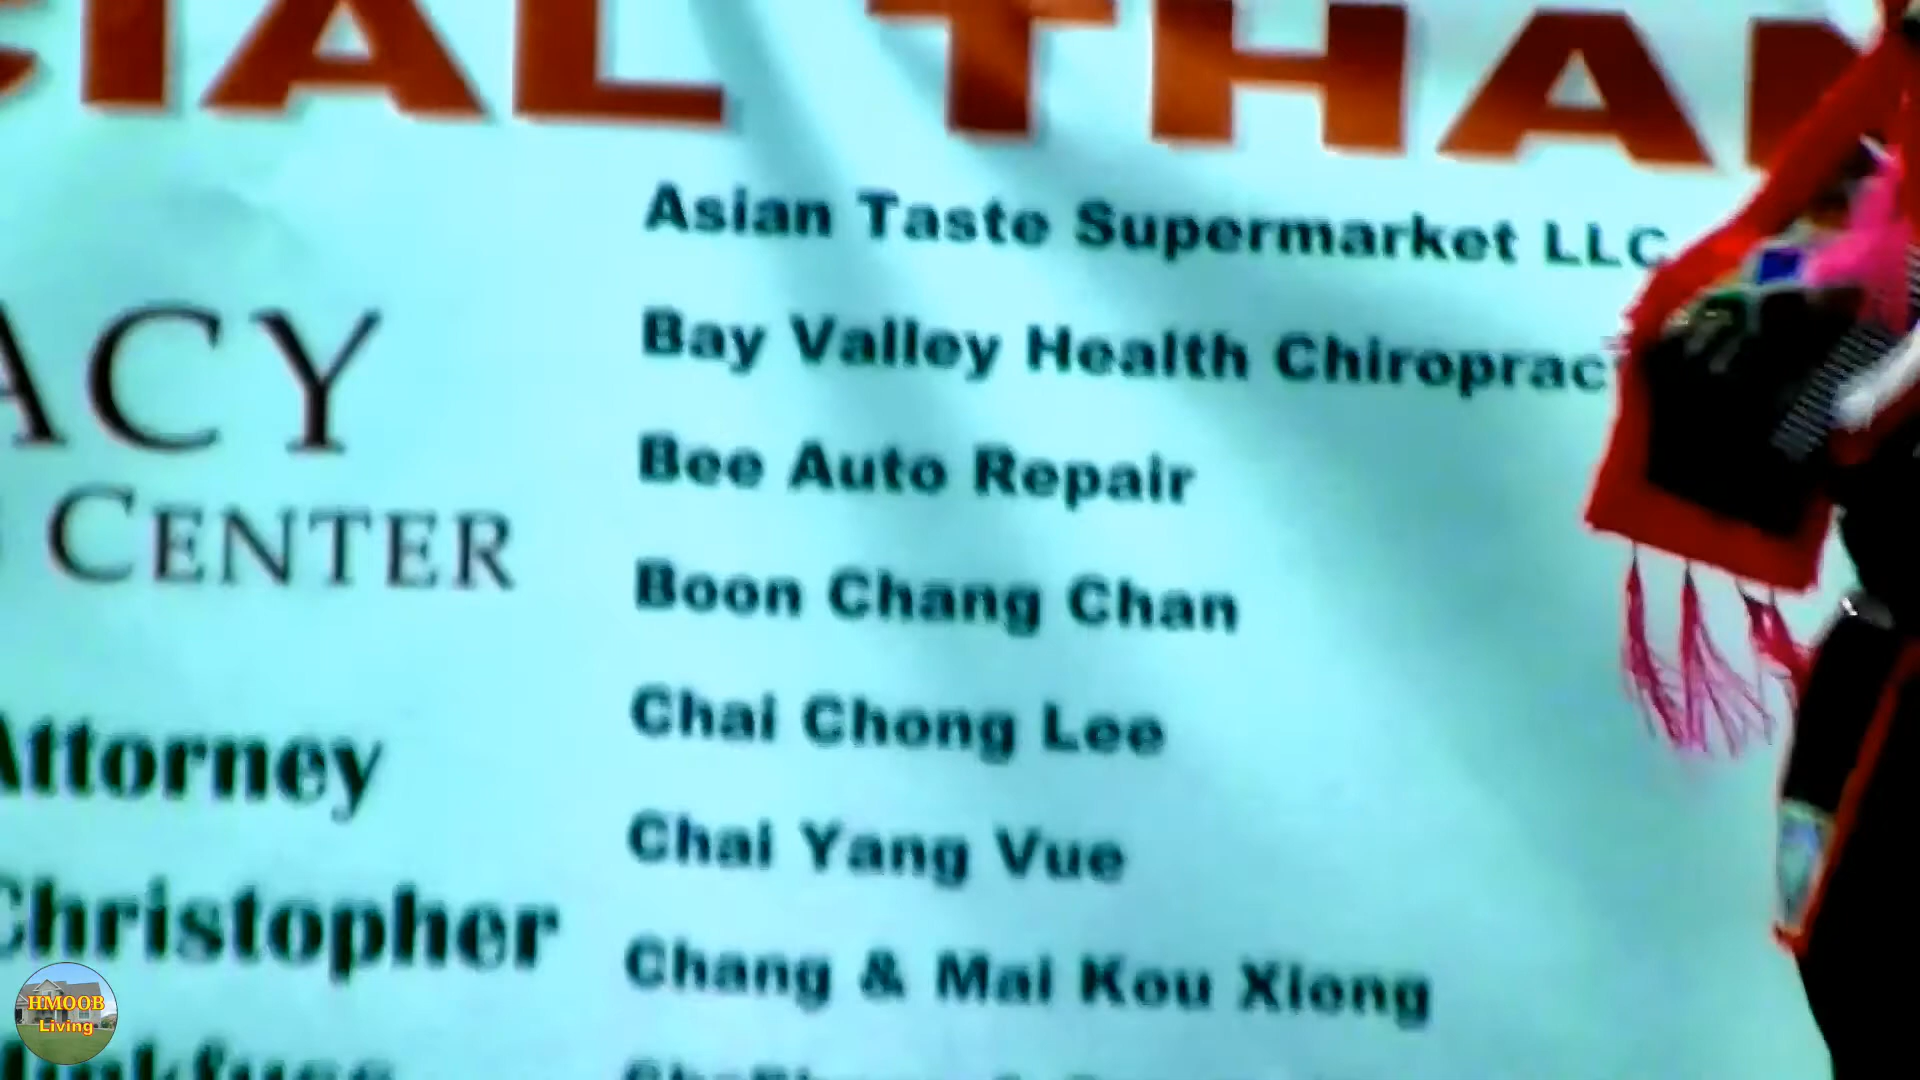 CIAL THAN
ACY
CENTER
Attorney
Christopher
Asian Taste Supermarket LLC
Bay Valley Health Chiroprac
Bee Auto Repair
Boon Chang Chan
Chai Chong Lee
Chai Yang Vue
Chang & Mai Kou Xiong
HMOOB
Living